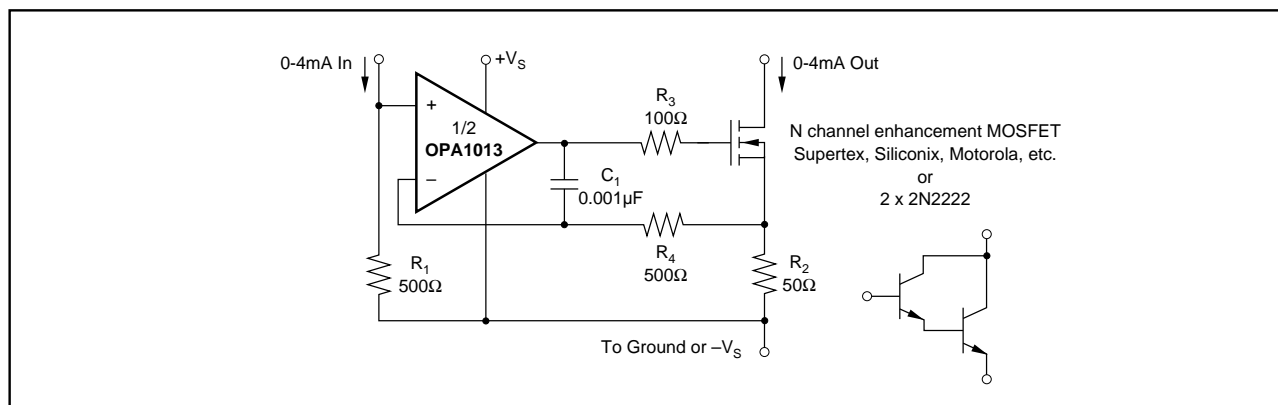 0-4mA In
+V_S
0-4mA Out
+
1/2
OPA1013
–
R_3
100Ω
N channel enhancement MOSFET
Supertex, Siliconix, Motorola, etc.
or
2 x 2N2222
C_1
0.001µF
R_1
500Ω
R_4
500Ω
R_2
50Ω
To Ground or –V_S